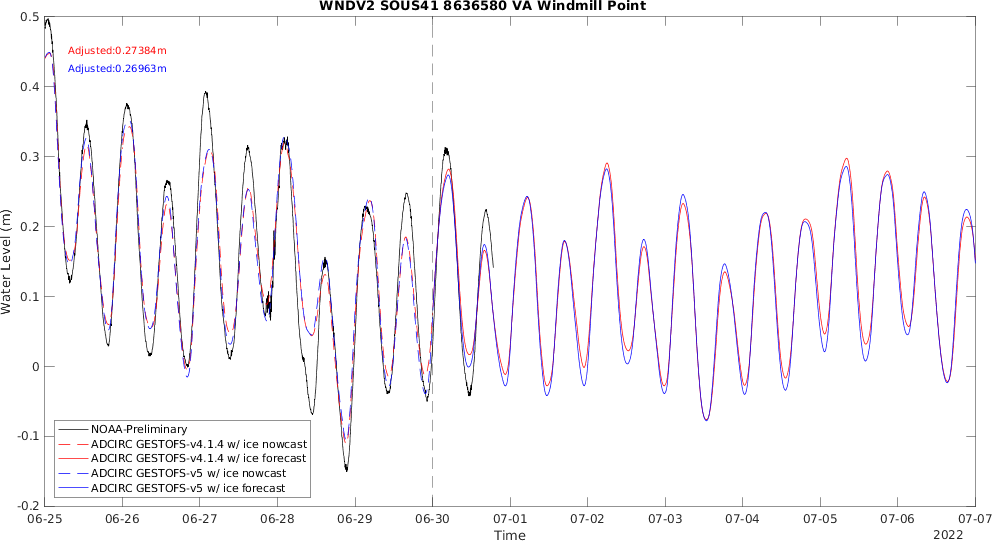 WNDV2 SOUS41 8636580 VA Windmill Point
0.5
0.4
0.3
0.2
0.1
0
-0.1
-0.2
Water Level (m)
Adjusted:0.27384m
Adjusted:0.26963m
NOAA-Preliminary
ADCIRC GESTOFS-v4.1.4 w/ ice nowcast
ADCIRC GESTOFS-v4.1.4 w/ ice forecast
ADCIRC GESTOFS-v5 w/ ice nowcast
ADCIRC GESTOFS-v5 w/ ice forecast
06-25 06-26 06-27 06-28 06-29 06-30 07-01 07-02 07-03 07-04 07-05 07-06 07-07
Time
2022